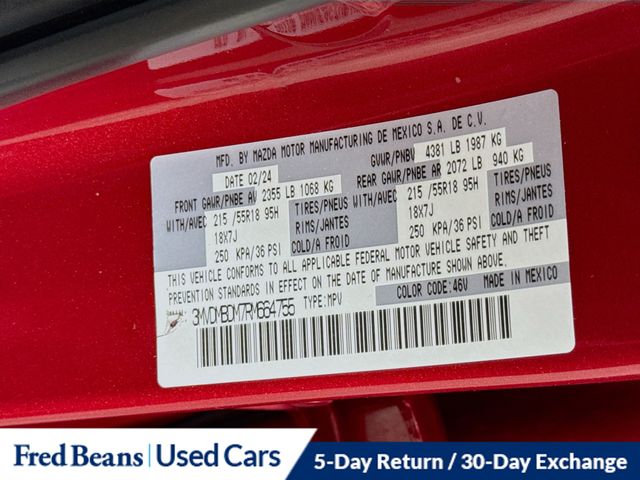 MFD. BY MAZDA MOTOR MANUFACTURING DE MEXICO S.A. DE C.V.
DATE 02/24 GVWR/PNBV 4381 LB 1987 KG
FRONT GAWR/PNBE AV 2355 LB 1068 KG REAR GAWR/PNBE AR 2072 LB 940 KG
WITH/AVEC 215 /55R18 95H TIRES/PNEUS WITH/AVEC 215 /55R18 95H TIRES/PNEUS
18X7J RIMS/JANTES 18X7J RIMS/JANTES
250 KPA/36 PSI COLD/A FROID 250 KPA/36 PSI COLD/A FROID
THIS VEHICLE CONFORMS TO ALL APPLICABLE FEDERAL MOTOR VEHICLE SAFETY AND THEFT
PREVENTION STANDARDS IN EFFECT ON THE DATE OF MANUFACTURE SHOWN ABOVE.
3MVDMBDM7RM664755 TYPE:MPV COLOR CODE:46V MADE IN MEXICO
Fred Beans Used Cars 5-Day Return / 30-Day Exchange